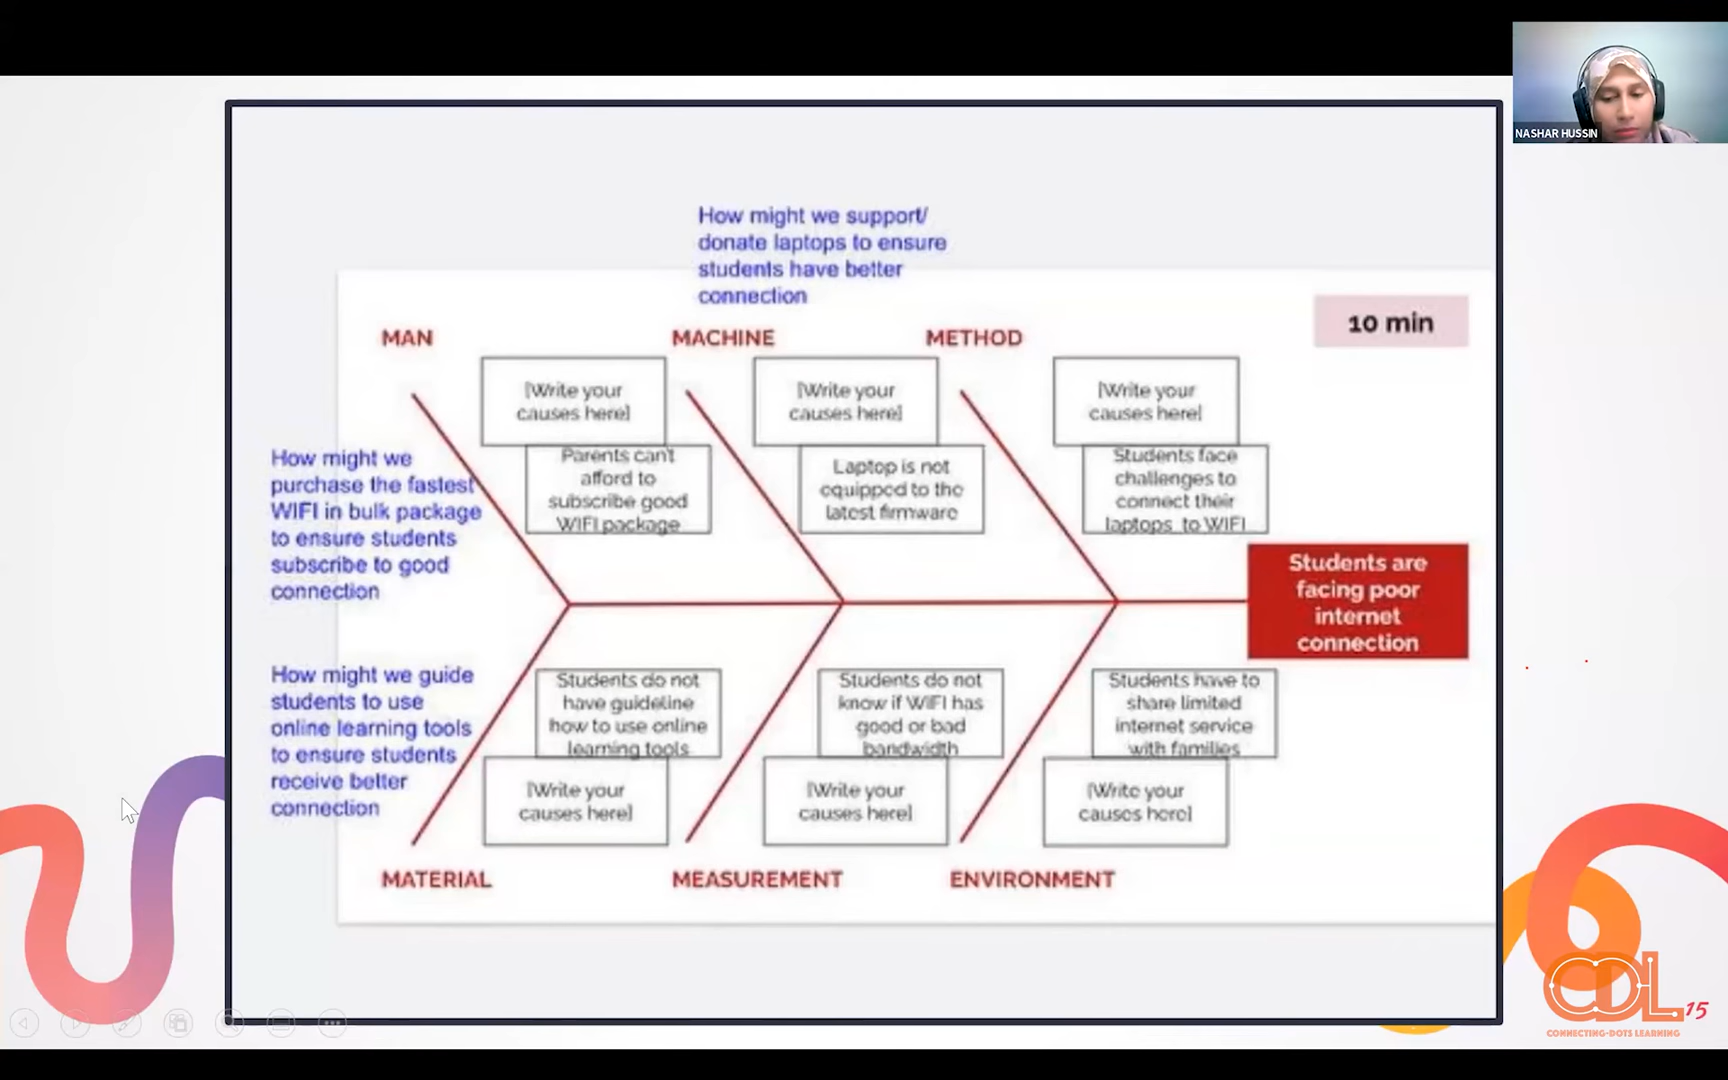 NASHAR HUSSIN
How might we support/
donate laptops to ensure
students have better
connection
10 min
MAN
MACHINE
METHOD
[Write your
causes here]
[Write your
causes here]
[Write your
causes here]
Parents can't
afford to
subscribe good
WIFI package
Laptop is not
equipped to the
latest firmware
Students face
challenges to
connect their
laptops to WIFI
How might we
purchase the fastest
WIFI in bulk package
to ensure students
subscribe to good
connection
Students are
facing poor
internet
connection
How might we guide
students to use
online learning tools
to ensure students
receive better
connection
Students do not
have guideline
how to use online
learning tools
Students do not
know if WIFI has
good or bad
bandwidth
Students have to
share limited
internet service
with families
[Write your
causes here]
[Write your
causes here]
[Write your
causes here]
MATERIAL
MEASUREMENT
ENVIRONMENT
CDL
CONNECTING-DOTS LEARNING
15